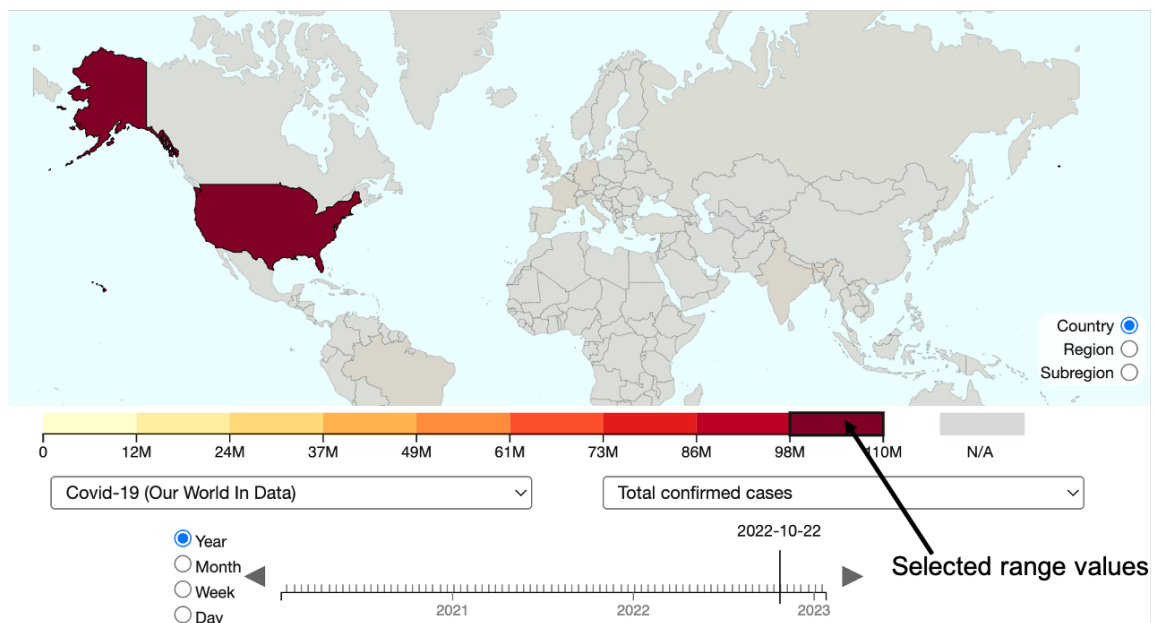 Country
Region
Subregion
0 12M 24M 37M 49M 61M 73M 86M 98M 110M N/A
Covid-19 (Our World In Data) Total confirmed cases
2022-10-22
Year
Month
Week
Day
Selected range values
2021 2022 2023